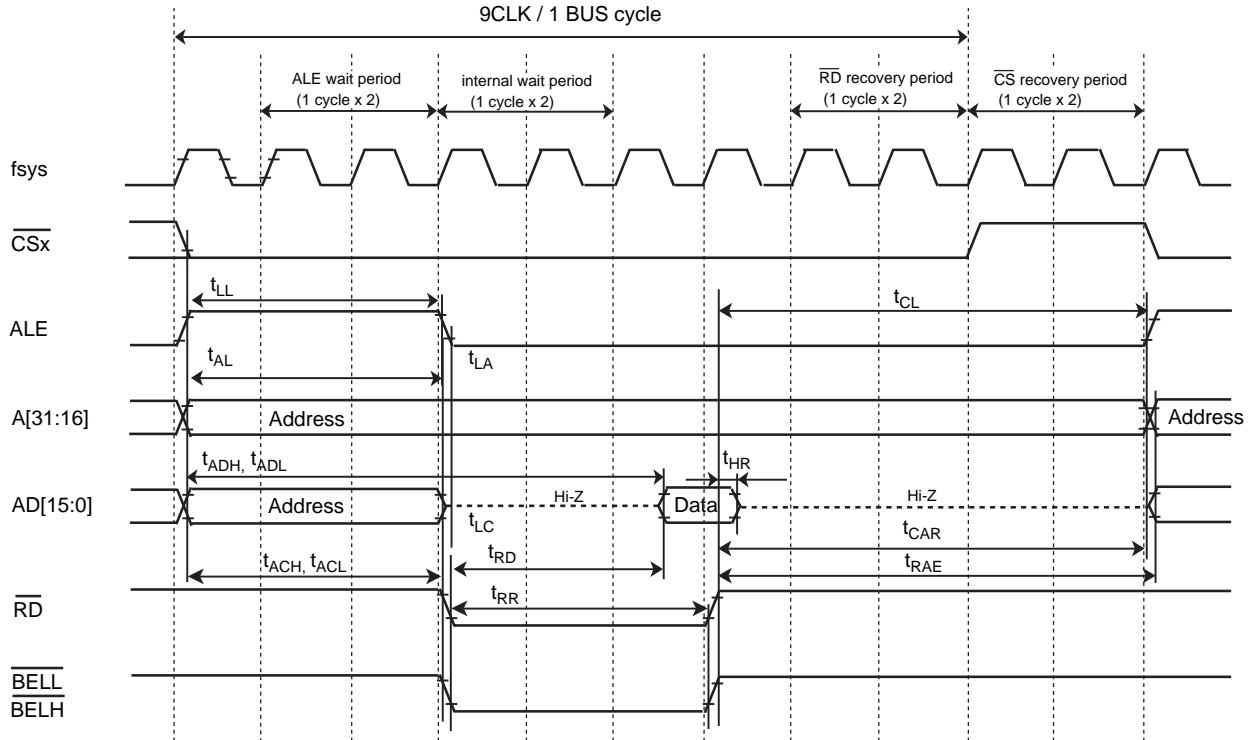 9CLK / 1 BUS cycle
ALE wait period
(1 cycle x 2)
internal wait period
(1 cycle x 2)
RD recovery period
(1 cycle x 2)
CS recovery period
(1 cycle x 2)
fsys
CSx
tLL
tCL
ALE
tAL
tLA
A[31:16]
Address
Address
tADH, tADL
tHR
AD[15:0]
Address
Hi-Z
Data
Hi-Z
tLC
tCAR
tACH, tACL
tRD
tRAE
RD
tRR
BELL
BELH